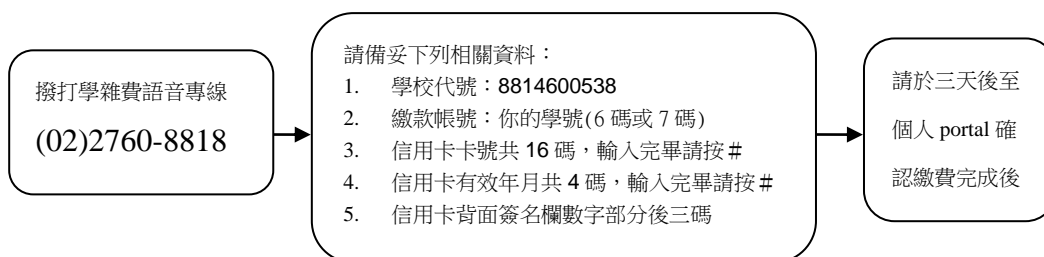 撥打學雜費語音專線
(02)2760-8818
請備妥下列相關資料：
1. 學校代號：8814600538
2. 繳款帳號：你的學號(6 碼或 7 碼)
3. 信用卡卡號共 16 碼，輸入完畢請按＃
4. 信用卡有效年月共 4 碼，輸入完畢請按＃
5. 信用卡背面簽名欄數字部分後三碼
請於三天後至
個人 portal 確
認繳費完成後